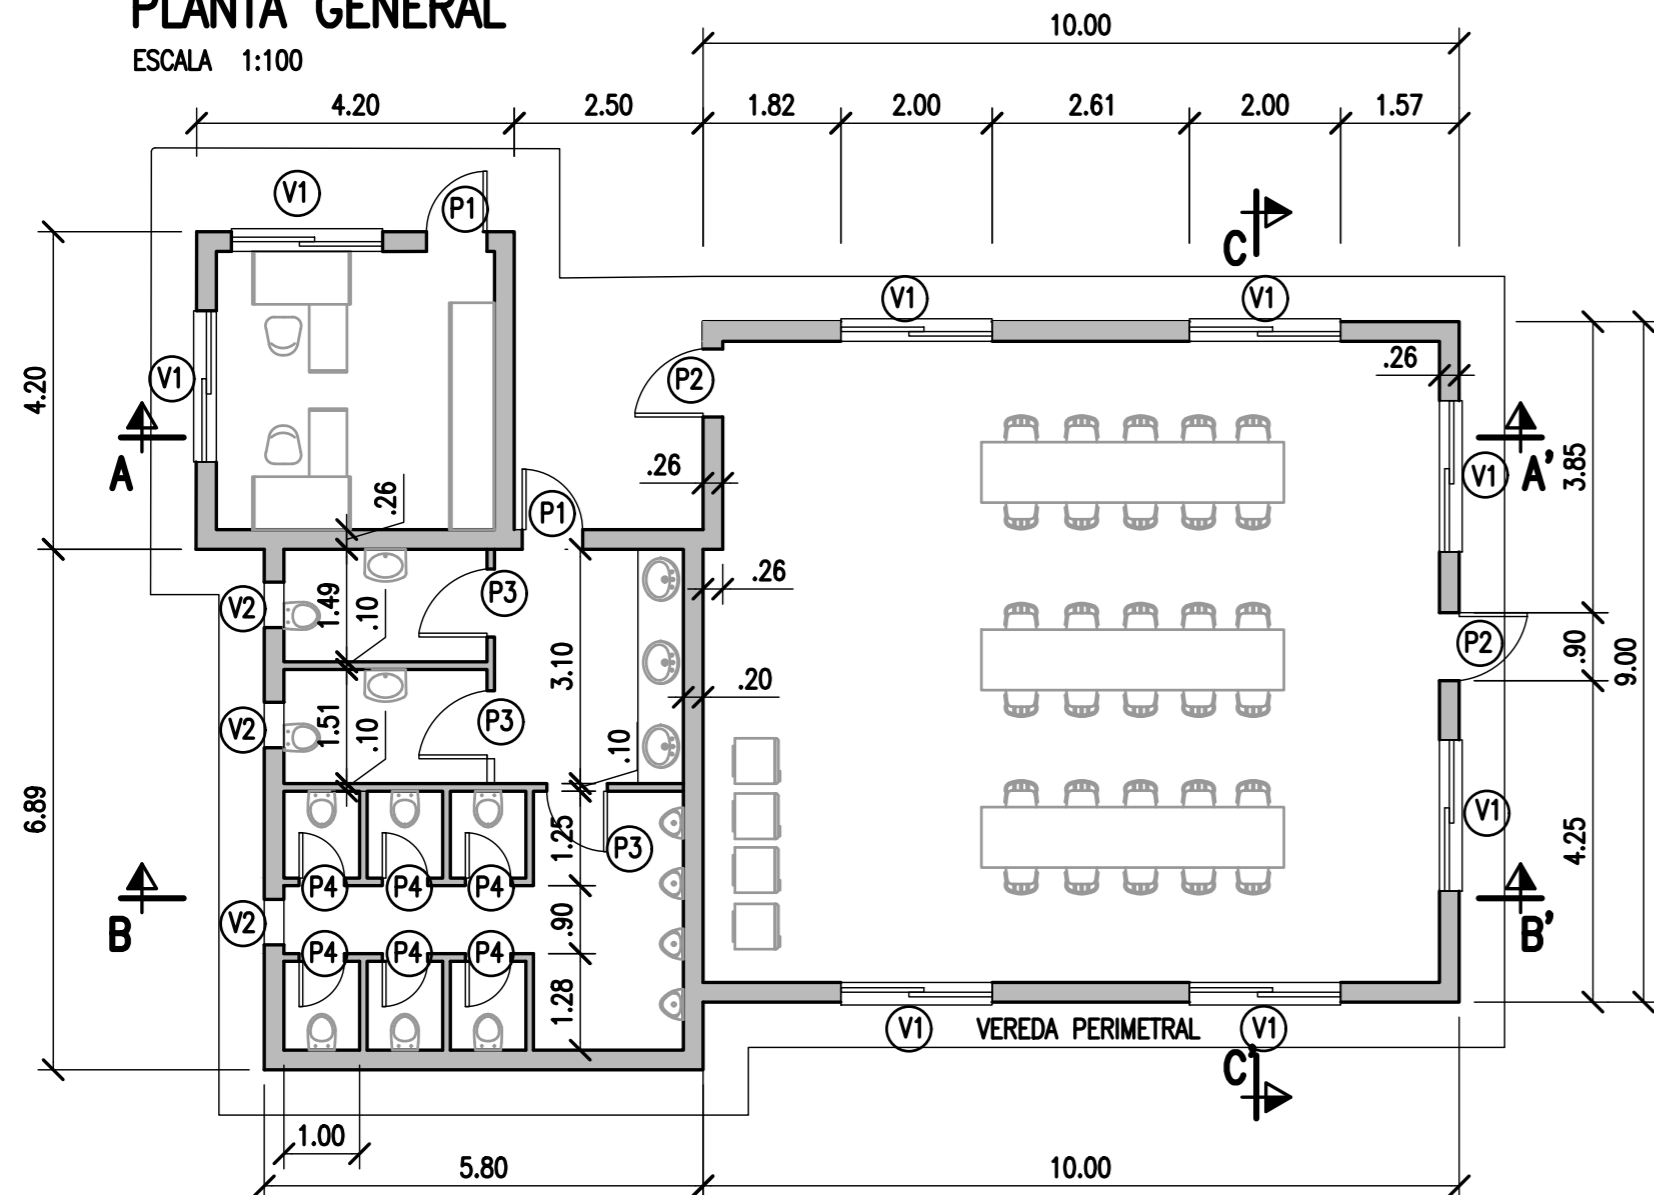 PLANTA GENERAL
ESCALA 1:100
10.00
4.20
2.50
1.82
2.00
2.61
2.00
1.57
V1
P1
C
V1
V1
P2
.26
4.20
V1
A
.26
.26
P1
V1
A'
3.85
.26
V2
1.49
.10
P3
3.10
P2
.90
9.00
.20
V2
1.51
.10
P3
.10
6.89
1.25
P3
V1
4.25
P4
P4
P4
B
V2
.90
B'
P4
P4
P4
1.28
V1
VEREDA PERIMETRAL
V1
C'
1.00
5.80
10.00